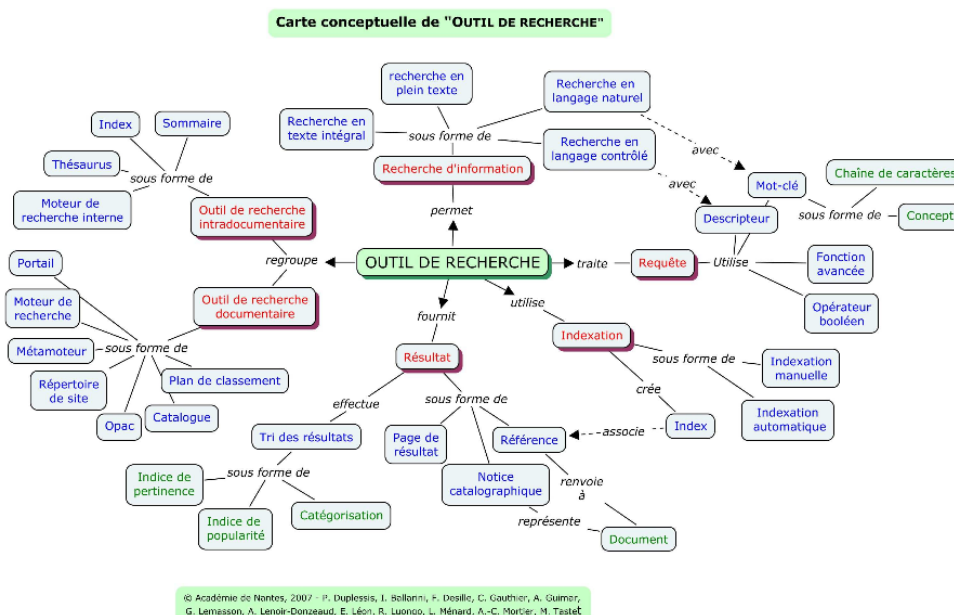 Carte conceptuelle de "OUTIL DE RECHERCHE"
recherche en
plein texte
Recherche en
langage naturel
Recherche en
texte intégral
sous forme de
Recherche en
langage contrôlé
Recherche d'information
permet
avec
avec
Index
Sommaire
Thésaurus
sous forme de
Moteur de
recherche interne
Outil de recherche
intradocumentaire
regroupe
Outil de recherche
documentaire
Portail
Moteur de
recherche
Métamoteur
sous forme de
Répertoire
de site
Plan de classement
Opac
Catalogue
OUTIL DE RECHERCHE
traite
Requête
Utilise
Descripteur
Mot-clé
sous forme de
Chaîne de caractères
Concept
Fonction
avancée
Opérateur
booléen
utilise
Indexation
sous forme de
Indexation
manuelle
Indexation
automatique
crée
Index
associe
fournit
Résultat
effectue
Tri des résultats
sous forme de
Indice de
pertinence
Indice de
popularité
Catégorisation
sous forme de
Page de
résultat
Référence
Notice
catalographique
renvoie
à
représente
Document
© Académie de Nantes, 2007 - P. Duplessis, I. Ballarini, F. Desille, C. Gauthier, A. Guimar,
G. Lemasson, A. Lenoir-Donzeaud, E. Léon, R. Luongo, L. Ménard, A.-C. Mortier, M. Tastet